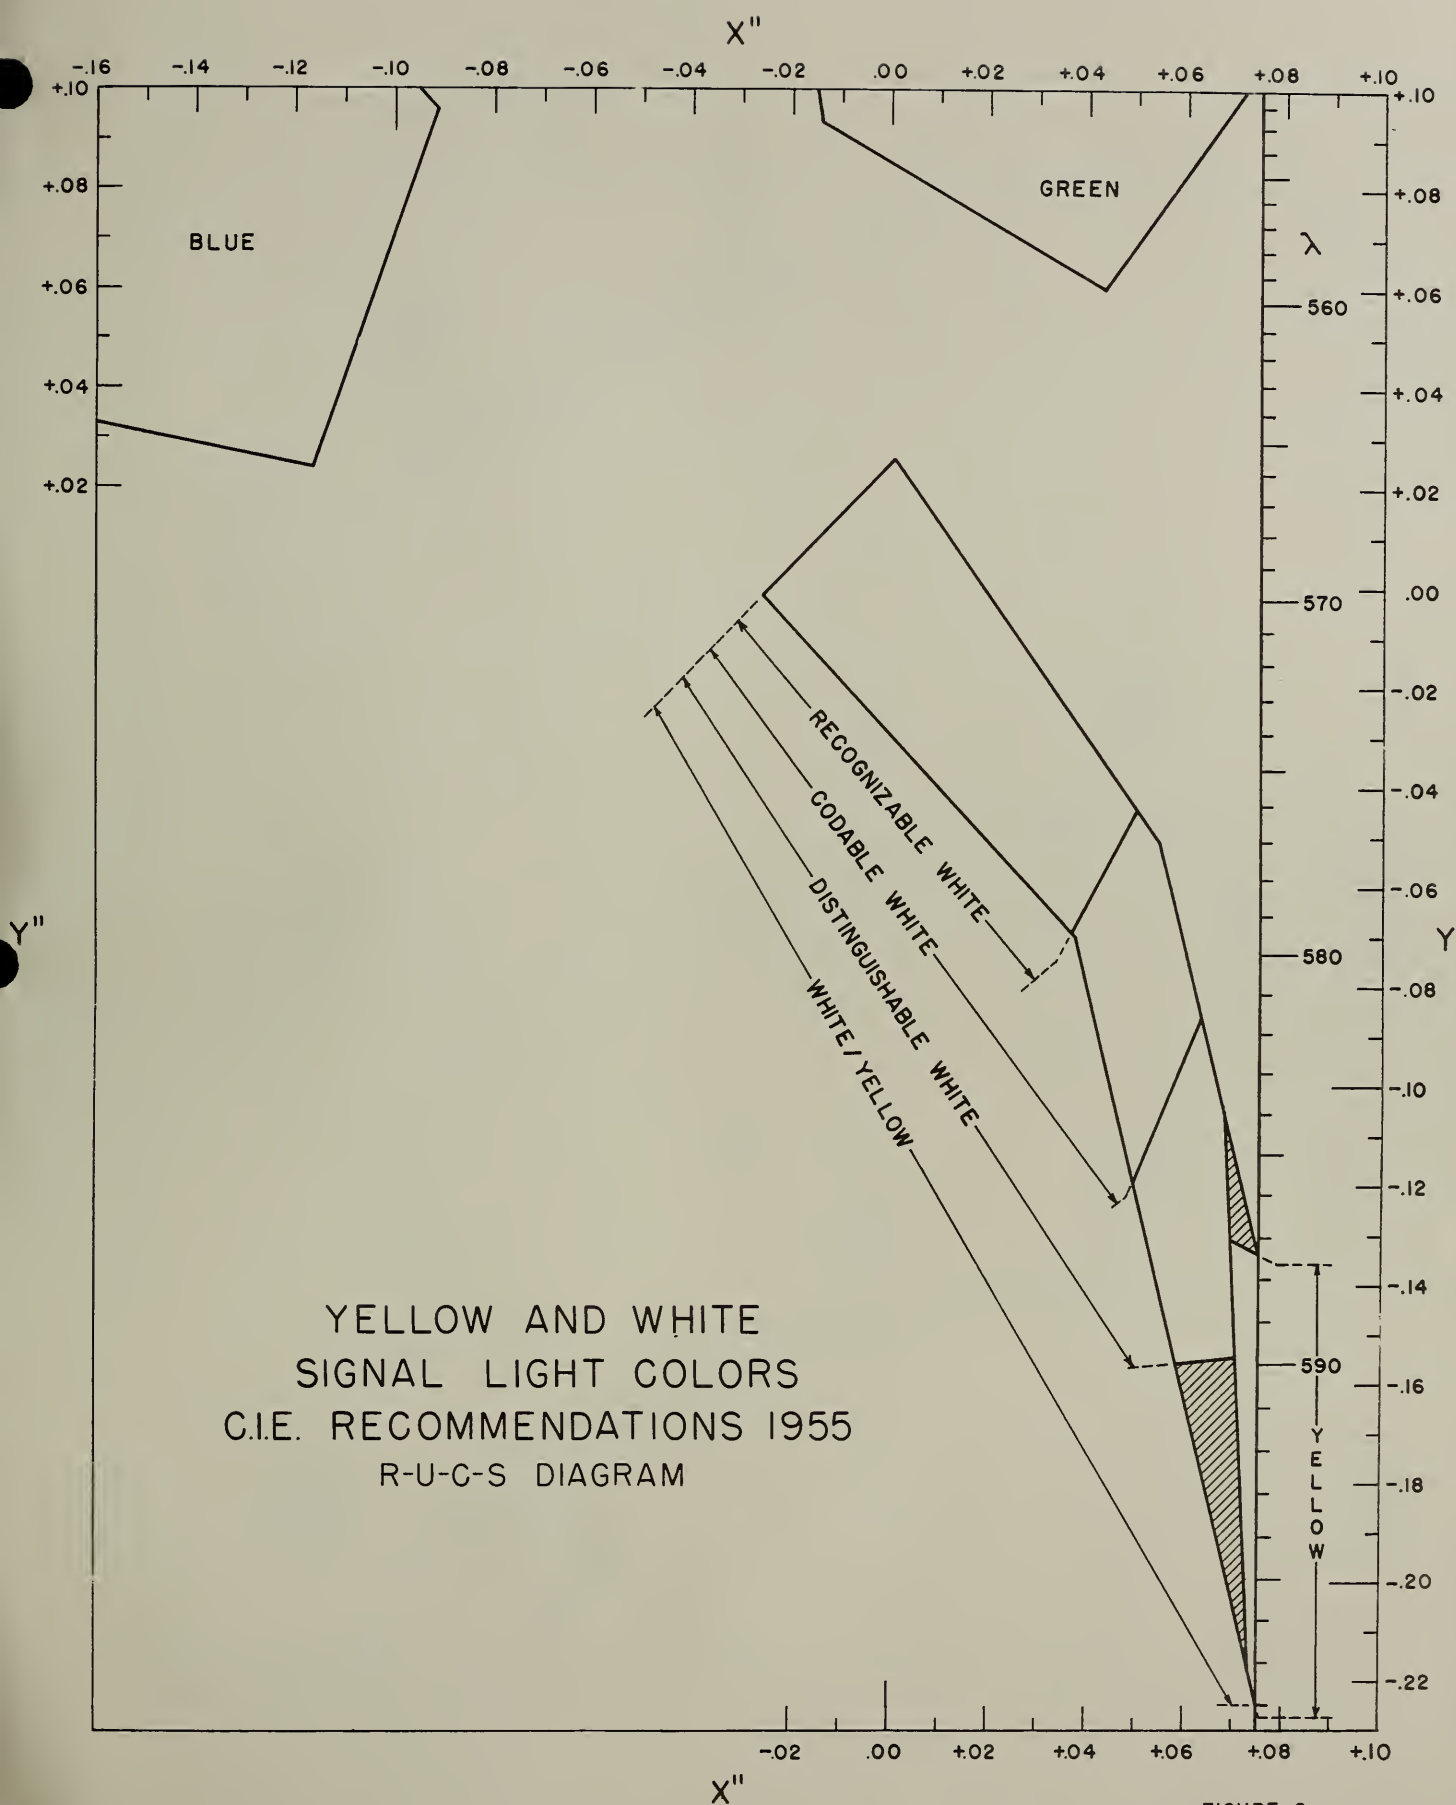 X"
-.16 -.14 -.12 -.10 -.08 -.06 -.04 -.02 .00 +.02 +.04 +.06 +.08 +.10
+.10 +.10
+.08 GREEN +.08
BLUE λ
+.06 560 +.06
+.04 +.04
+.02 +.02
570 .00
-.02
RECOGNIZABLE WHITE
-.04
CODABLE WHITE
-.06
DISTINGUISHABLE WHITE
Y" 580 Y
WHITE/YELLOW
-.08
-.10
-.12
-.14
YELLOW AND WHITE
SIGNAL LIGHT COLORS
590
-.16
C.I.E. RECOMMENDATIONS 1955
YELLOW
R-U-C-S DIAGRAM
-.18
-.20
-.22
-.02 .00 +.02 +.04 +.06 +.08 +.10
X"